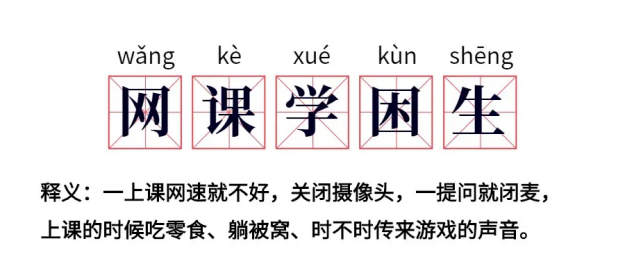 wǎng kè xué kùn shēng
网课学困生
释义：一上课网速就不好，关闭摄像头，一提问就闭麦，
上课的时候吃零食、躺被窝、时不时传来游戏的声音。